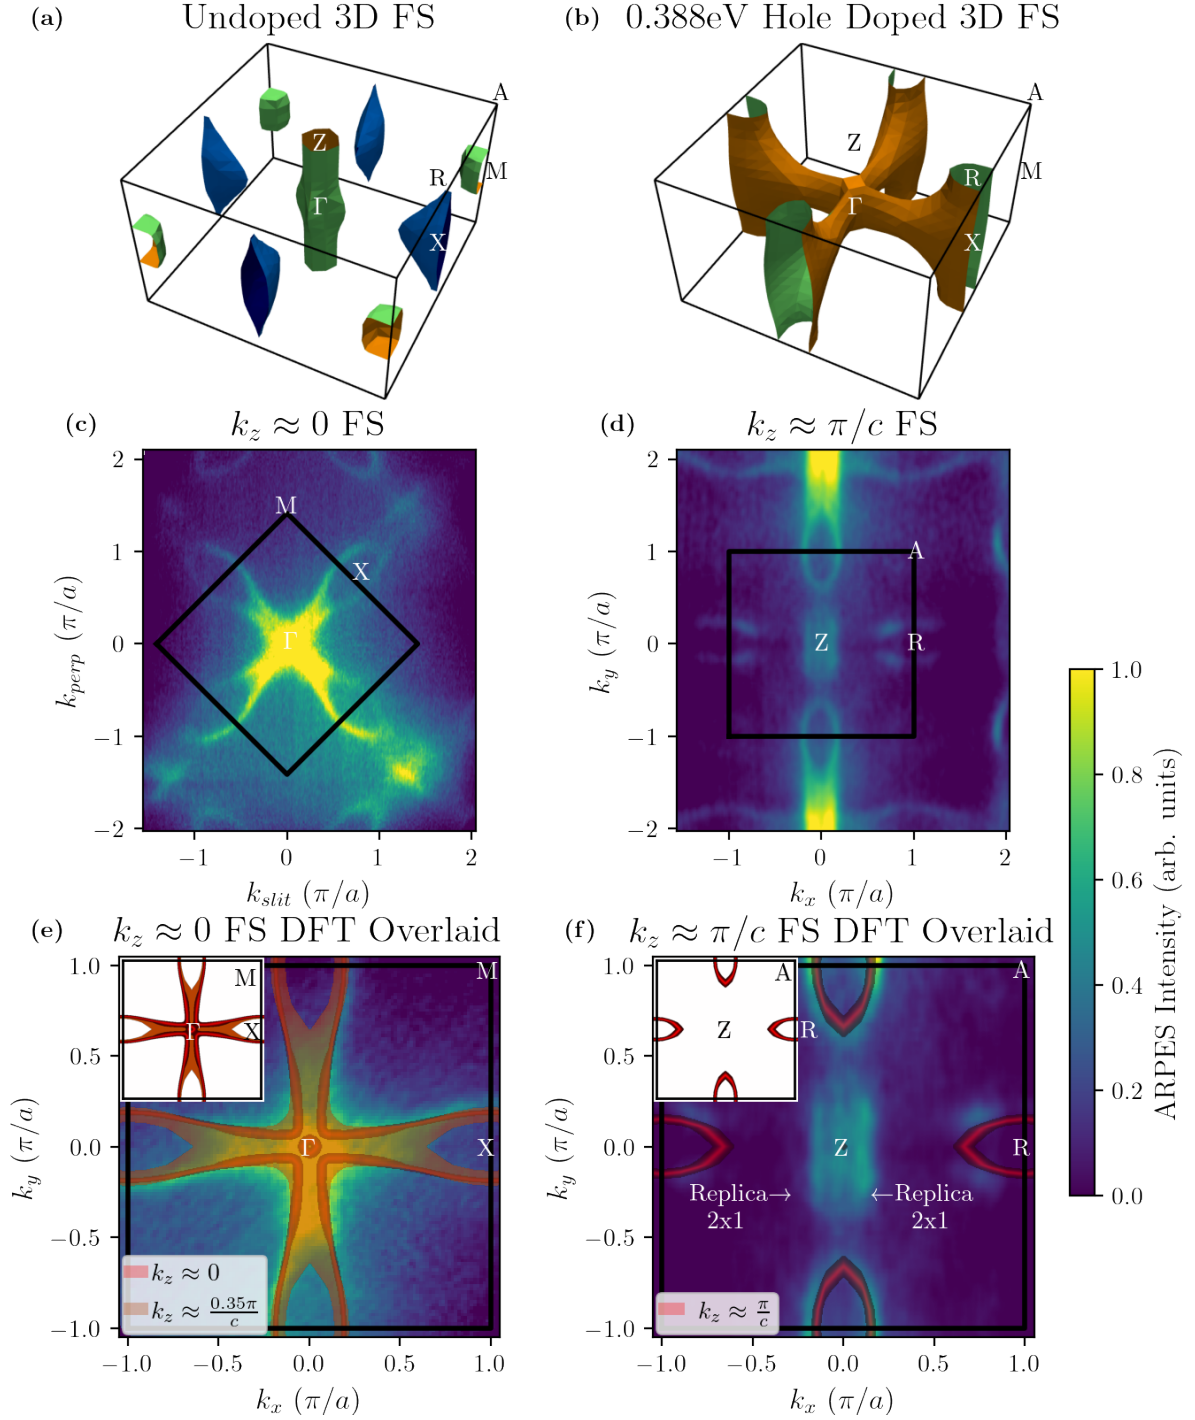 (a) Undoped 3D FS
(b) 0.388eV Hole Doped 3D FS
A
Z
R M
Γ
X
A
Z
R M
Γ
X
(c) k_z ≈ 0 FS
(d) k_z ≈ π/c FS
2
1
0
−1
−2
k_perp (π/a)
M
X
Γ
−1 0 1 2
k_slit (π/a)
2
1
0
−1
−2
k_y (π/a)
A
Z R
−1 0 1 2
k_x (π/a)
1.0
0.8
0.6
0.4
0.2
0.0
ARPES Intensity (arb. units)
(e) k_z ≈ 0 FS DFT Overlaid
(f) k_z ≈ π/c FS DFT Overlaid
1.0
0.5
0.0
−0.5
−1.0
k_y (π/a)
M
Γ X
M
Γ X
k_z ≈ 0
k_z ≈ 0.35π/c
−1.0 −0.5 0.0 0.5 1.0
k_x (π/a)
1.0
0.5
0.0
−0.5
−1.0
k_y (π/a)
A
Z R
A
Z R
Replica→ ←Replica
2x1 2x1
k_z ≈ π/c
−1.0 −0.5 0.0 0.5 1.0
k_x (π/a)